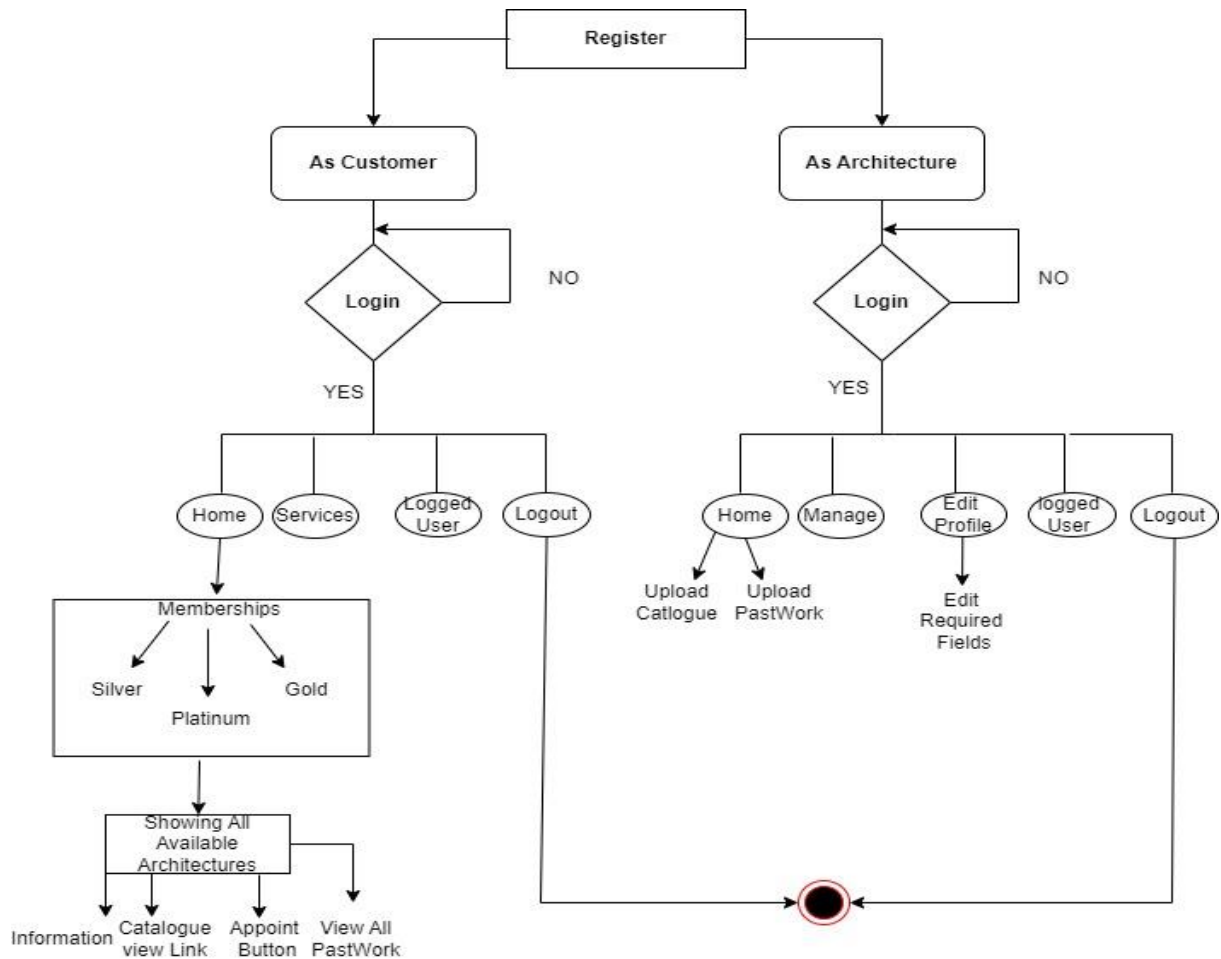 Register
As Customer
As Architecture
NO
NO
Login
Login
YES
YES
Home
Services
Logged
User
Logout
Home
Manage
Edit
Profile
logged
User
Logout
Upload
Catlogue
Upload
PastWork
Edit
Required
Fields
Memberships
Silver
Gold
Platinum
Showing All
Available
Architectures
Information
Catalogue
view Link
Appoint
Button
View All
PastWork